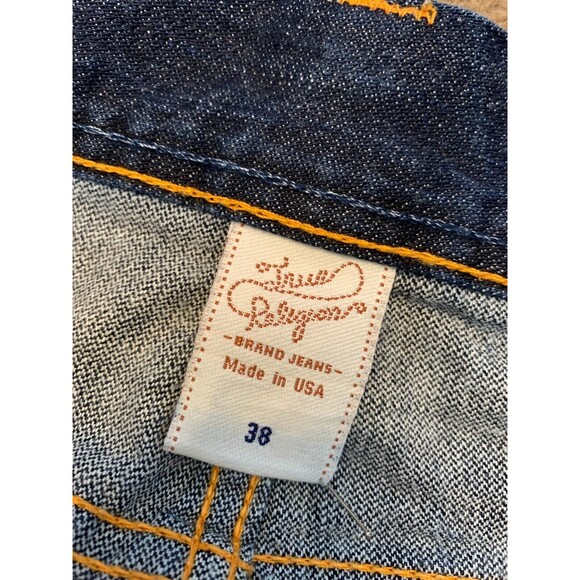 True
Religion
BRAND JEANS
Made in USA
38